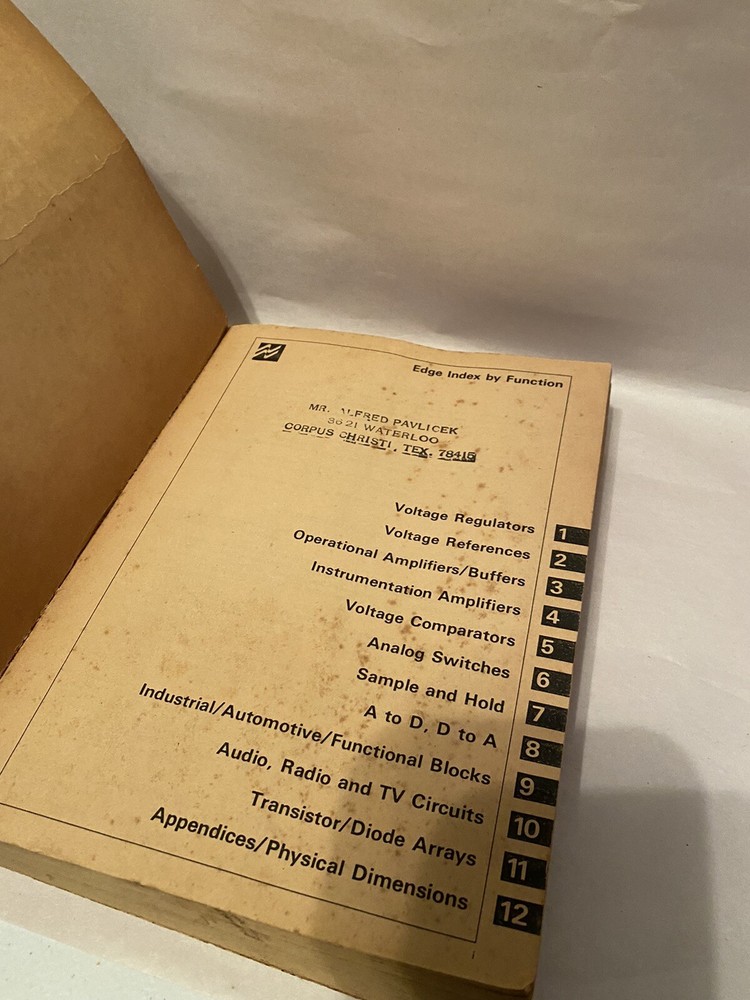 Edge Index by Function
MR. ALFRED PAVLICEK
3621 WATERLOO
CORPUS CHRISTI, TEX. 78415
Voltage Regulators 1
Voltage References 2
Operational Amplifiers/Buffers 3
Instrumentation Amplifiers 4
Voltage Comparators 5
Analog Switches 6
Sample and Hold 7
A to D, D to A 8
Industrial/Automotive/Functional Blocks 9
Audio, Radio and TV Circuits 10
Transistor/Diode Arrays 11
Appendices/Physical Dimensions 12